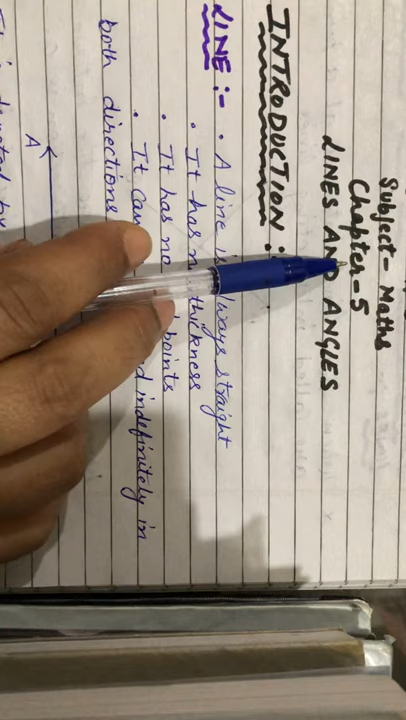 Subject- Maths
Chapter-5
LINES AND ANGLES
INTRODUCTION :
LINE :- • A line is always straight
• It has no thickness
• It has no points
• It can d indefinitely in
both directions
A